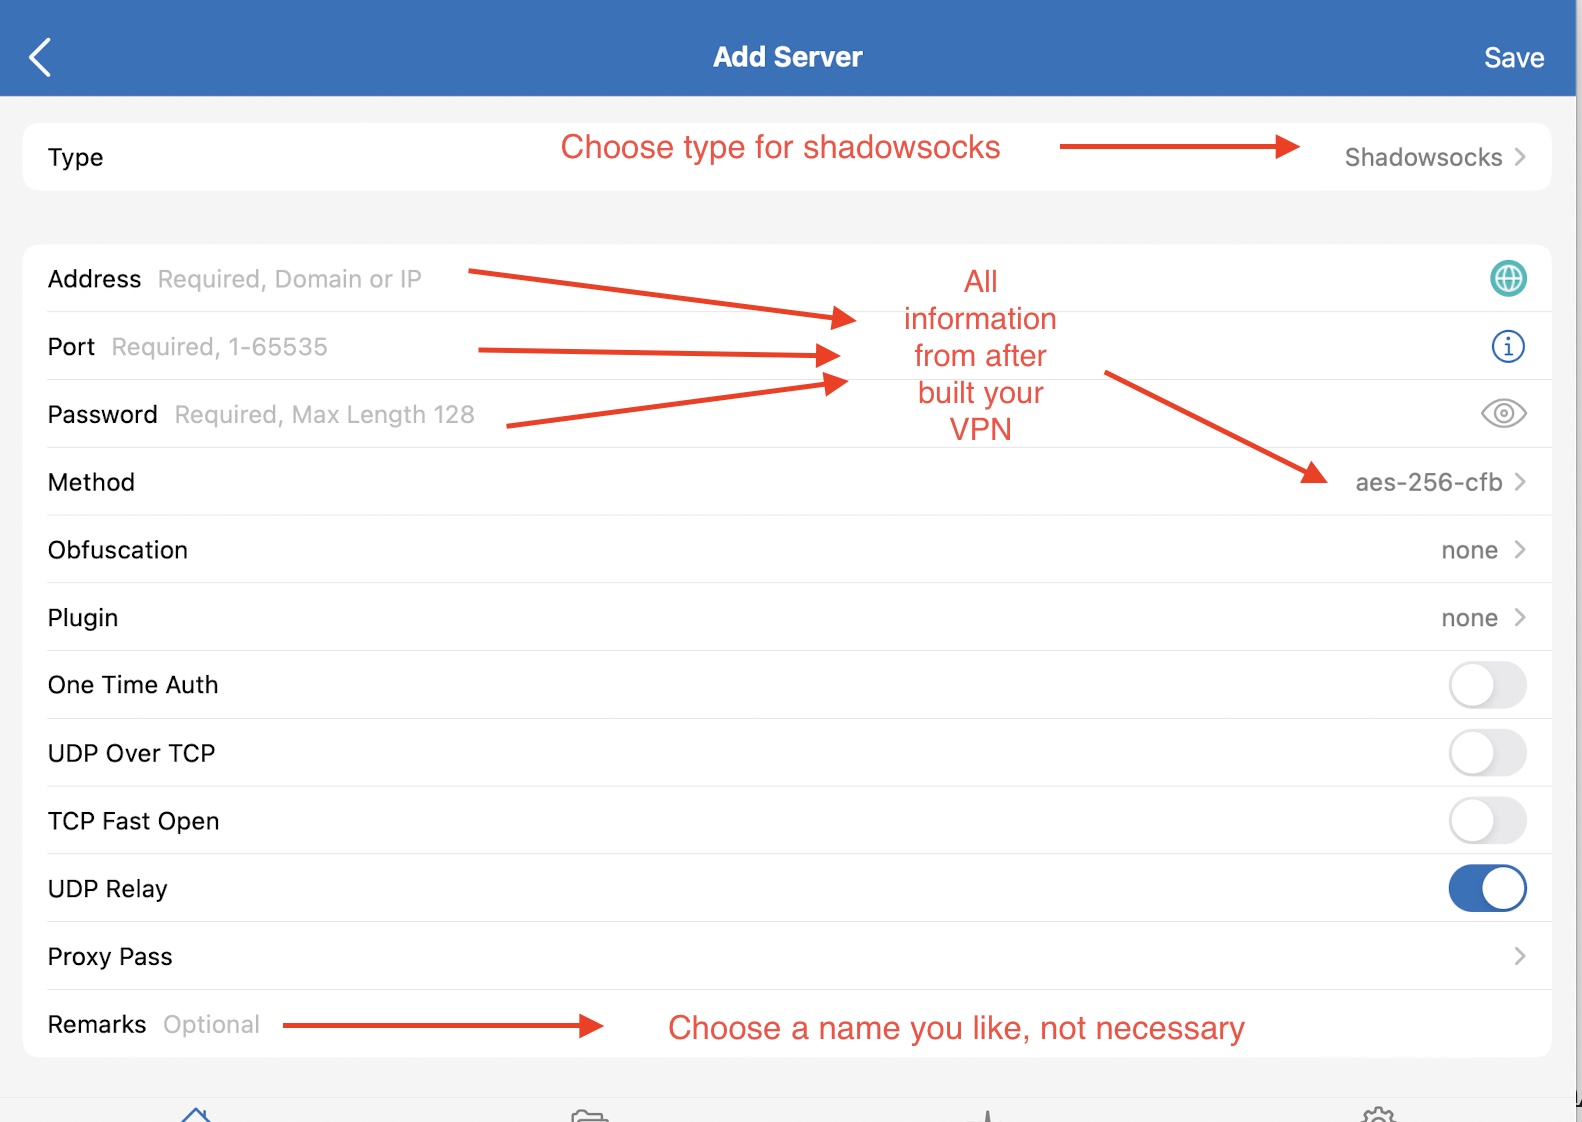 Add Server
Save
Type
Choose type for shadowsocks
Shadowsocks
Address Required, Domain or IP
Port Required, 1-65535
Password Required, Max Length 128
All
information
from after
built your
VPN
Method
aes-256-cfb
Obfuscation
none
Plugin
none
One Time Auth
UDP Over TCP
TCP Fast Open
UDP Relay
Proxy Pass
Remarks Optional
Choose a name you like, not necessary